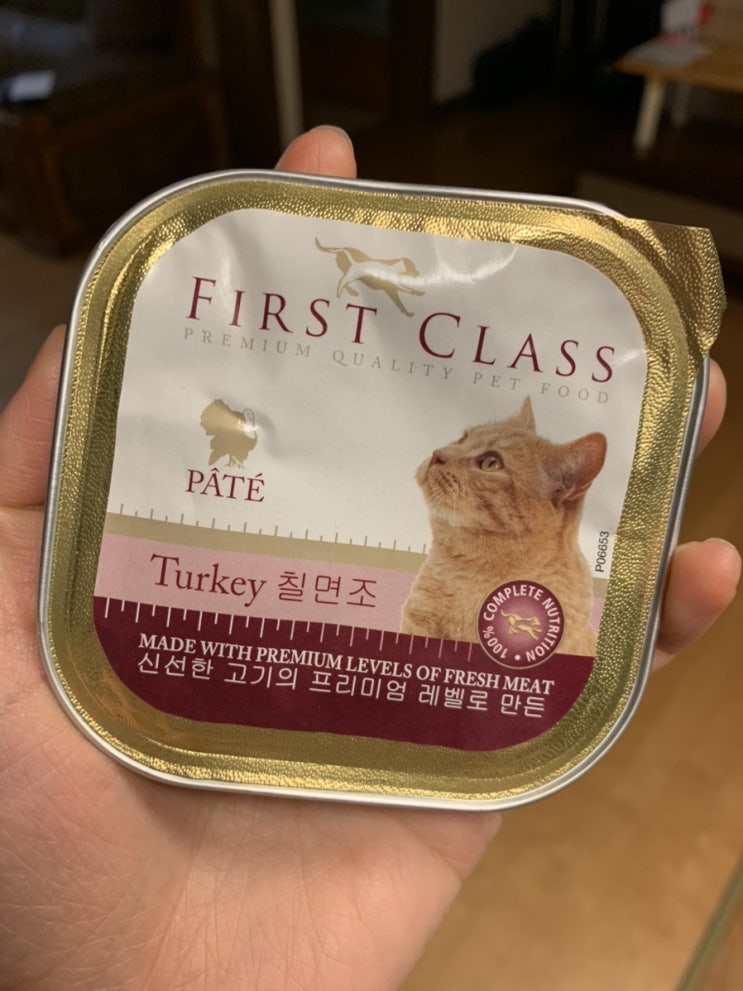 FIRST CLASS
PREMIUM QUALITY PET FOOD
PÂTÉ
P06653
Turkey 칠면조
100% COMPLETE NUTRITION
MADE WITH PREMIUM LEVELS OF FRESH MEAT
신선한 고기의 프리미엄 레벨로 만든